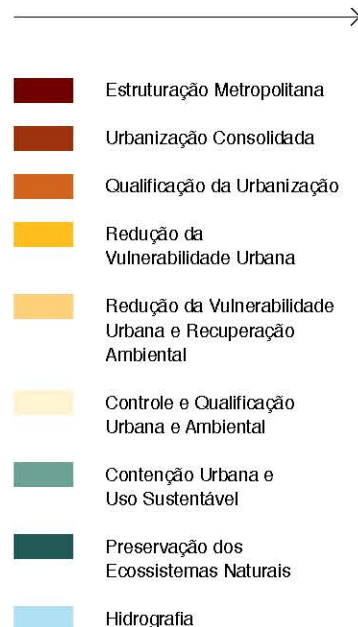 Estruturação Metropolitana
Urbanização Consolidada
Qualificação da Urbanização
Redução da
Vulnerabilidade Urbana
Redução da Vulnerabilidade
Urbana e Recuperação
Ambiental
Controle e Qualificação
Urbana e Ambiental
Contenção Urbana e
Uso Sustentável
Preservação dos
Ecossistemas Naturais
Hidrografia